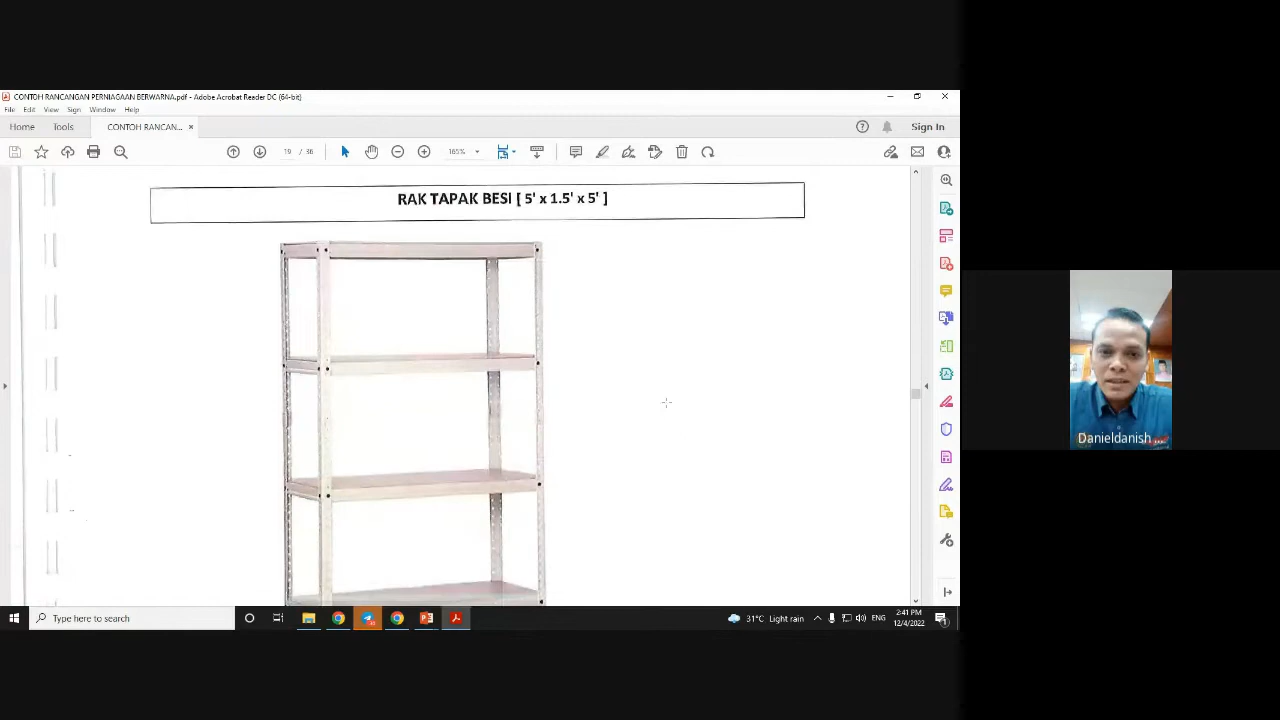 CONTOH RANCANGAN PERNIAGAAN BERWARNA.pdf - Adobe Acrobat Reader DC (64-bit)
File Edit View Sign Window Help
Home Tools CONTOH RANCAN... × Sign In
19 / 36 165%
RAK TAPAK BESI [ 5' x 1.5' x 5' ]
Danieldanish ...
Type here to search
31°C Light rain ENG
2:41 PM
12/4/2022